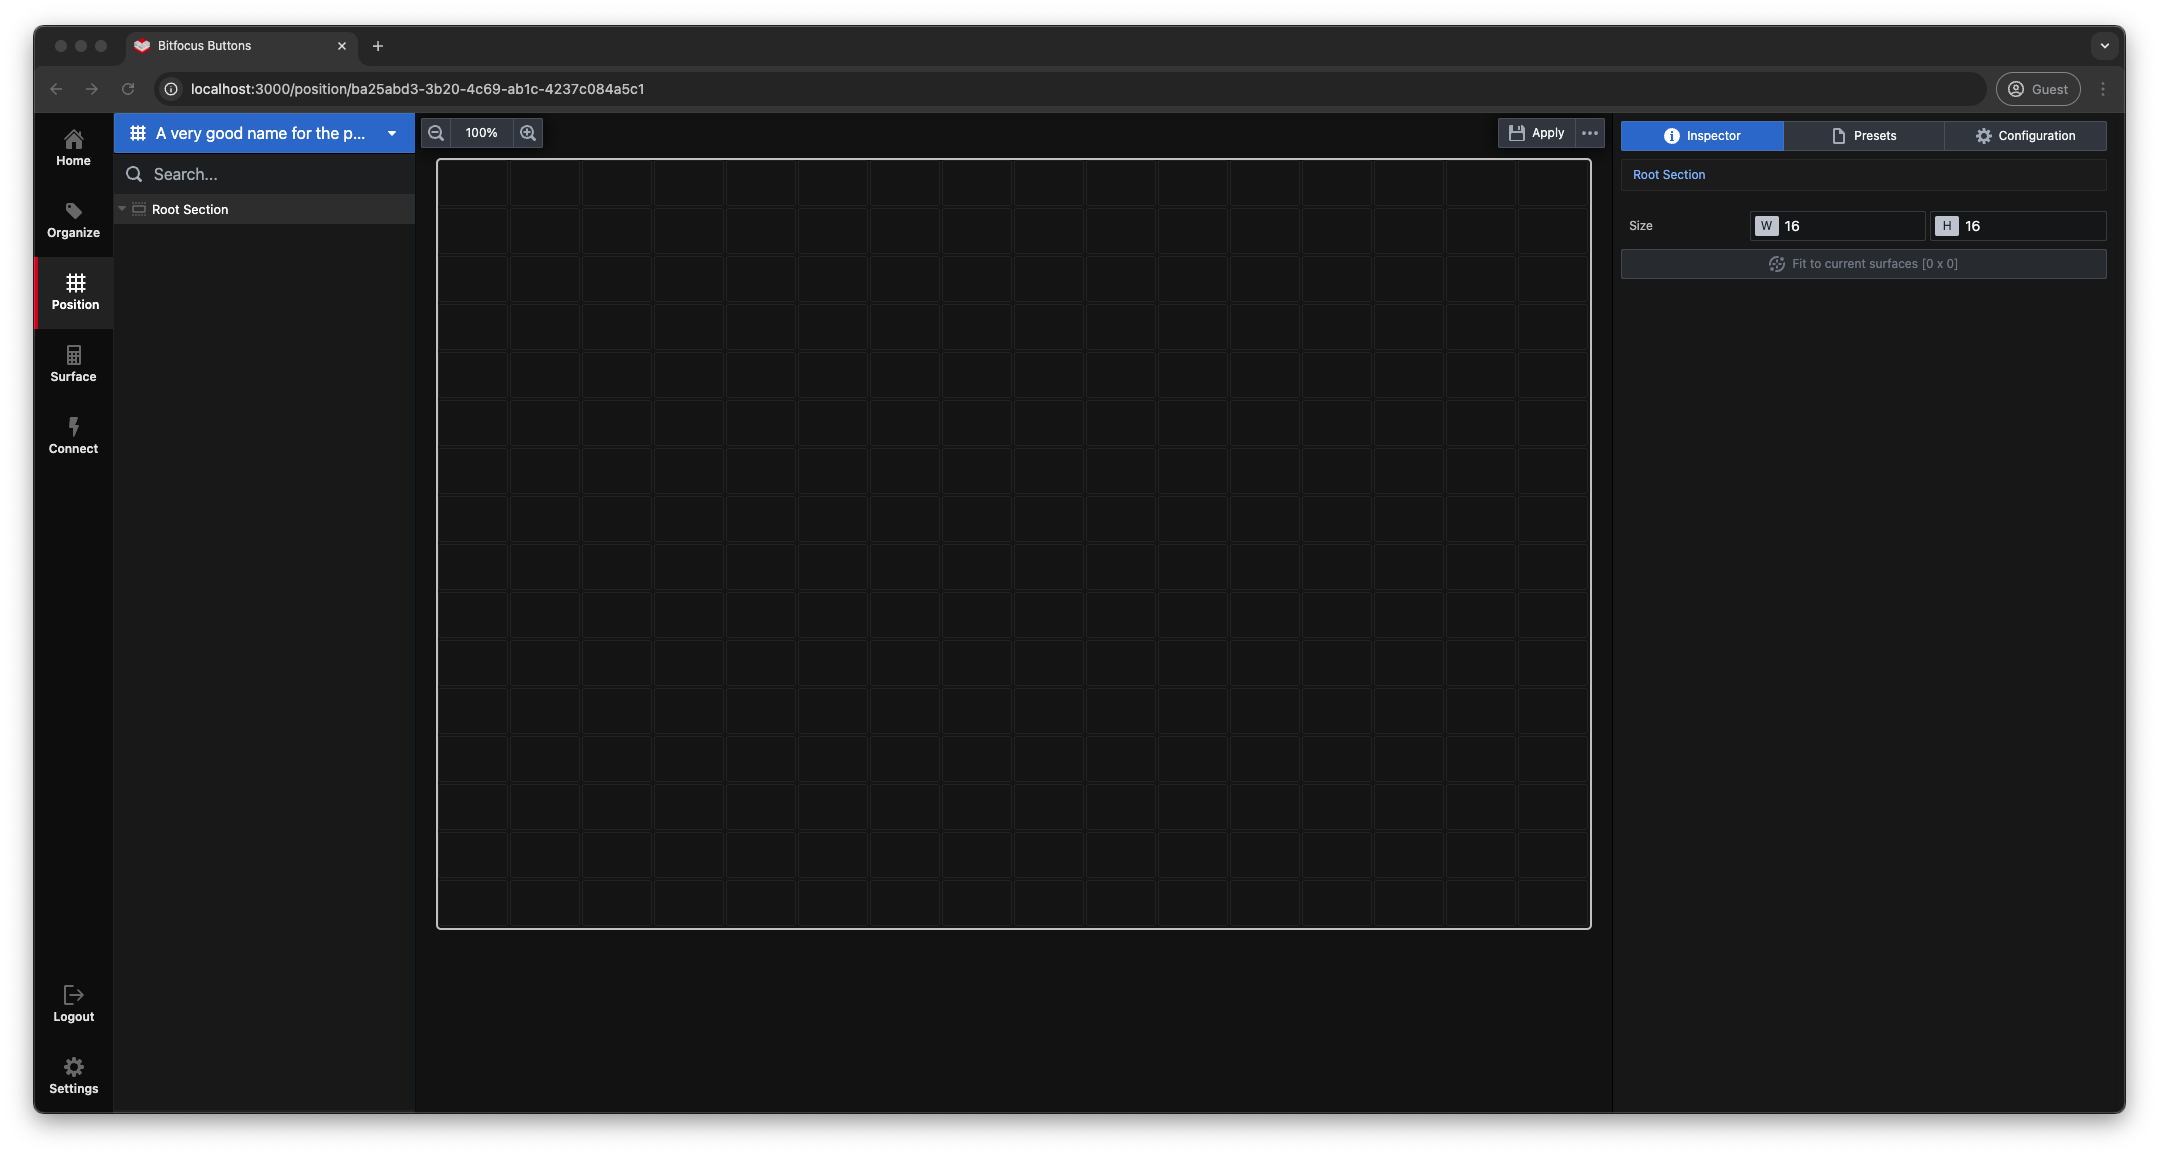 Bitfocus Buttons
localhost:3000/position/ba25abd3-3b20-4c69-ab1c-4237c084a5c1
Guest
Home
Organize
Position
Surface
Connect
Logout
Settings
A very good name for the p...
Search...
Root Section
100%
Apply
Inspector
Presets
Configuration
Root Section
Size
W 16
H 16
Fit to current surfaces [0 x 0]